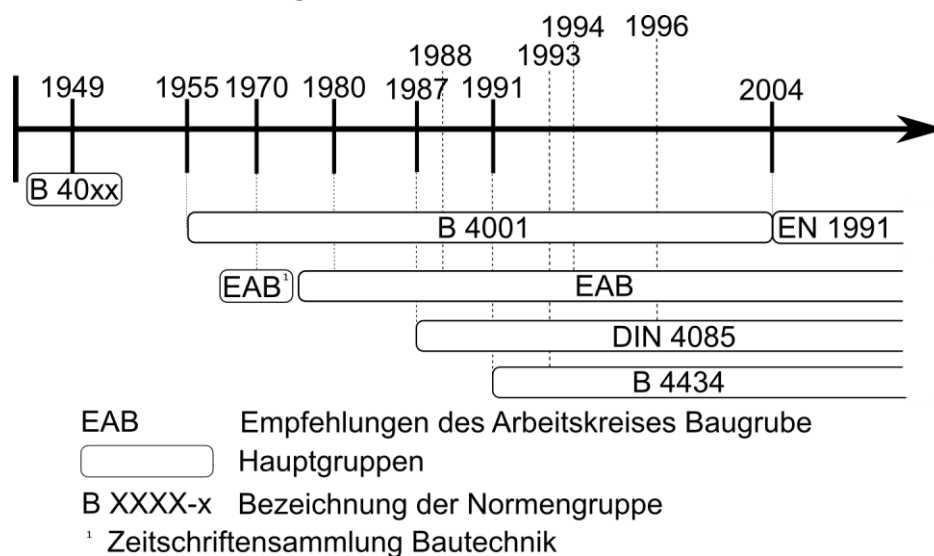 1994
1996
1988
1993
1949
1955
1970
1980
1987
1991
2004
B 40xx
B 4001
EN 1991
EAB¹
EAB
DIN 4085
B 4434
EAB Empfehlungen des Arbeitskreises Baugrube
Hauptgruppen
B XXXX-x Bezeichnung der Normengruppe
¹ Zeitschriftensammlung Bautechnik